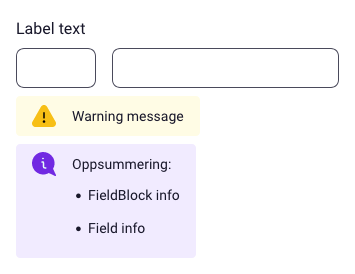 Label text
Warning message
Oppsummering:
• FieldBlock info
• Field info